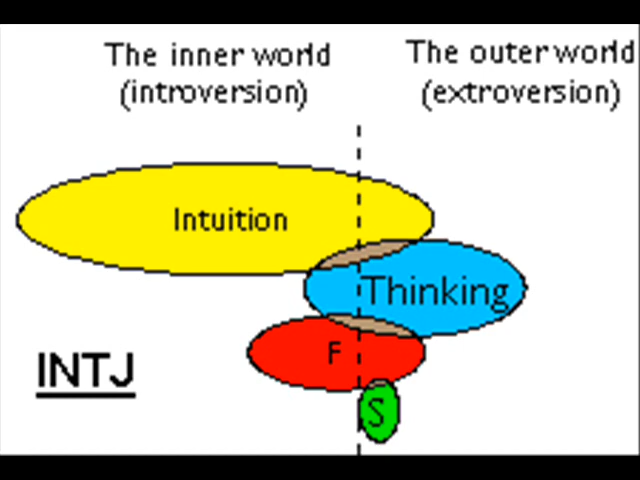 The inner world
(introversion)
The outer world
(extroversion)
Intuition
Thinking
F
INTJ
S